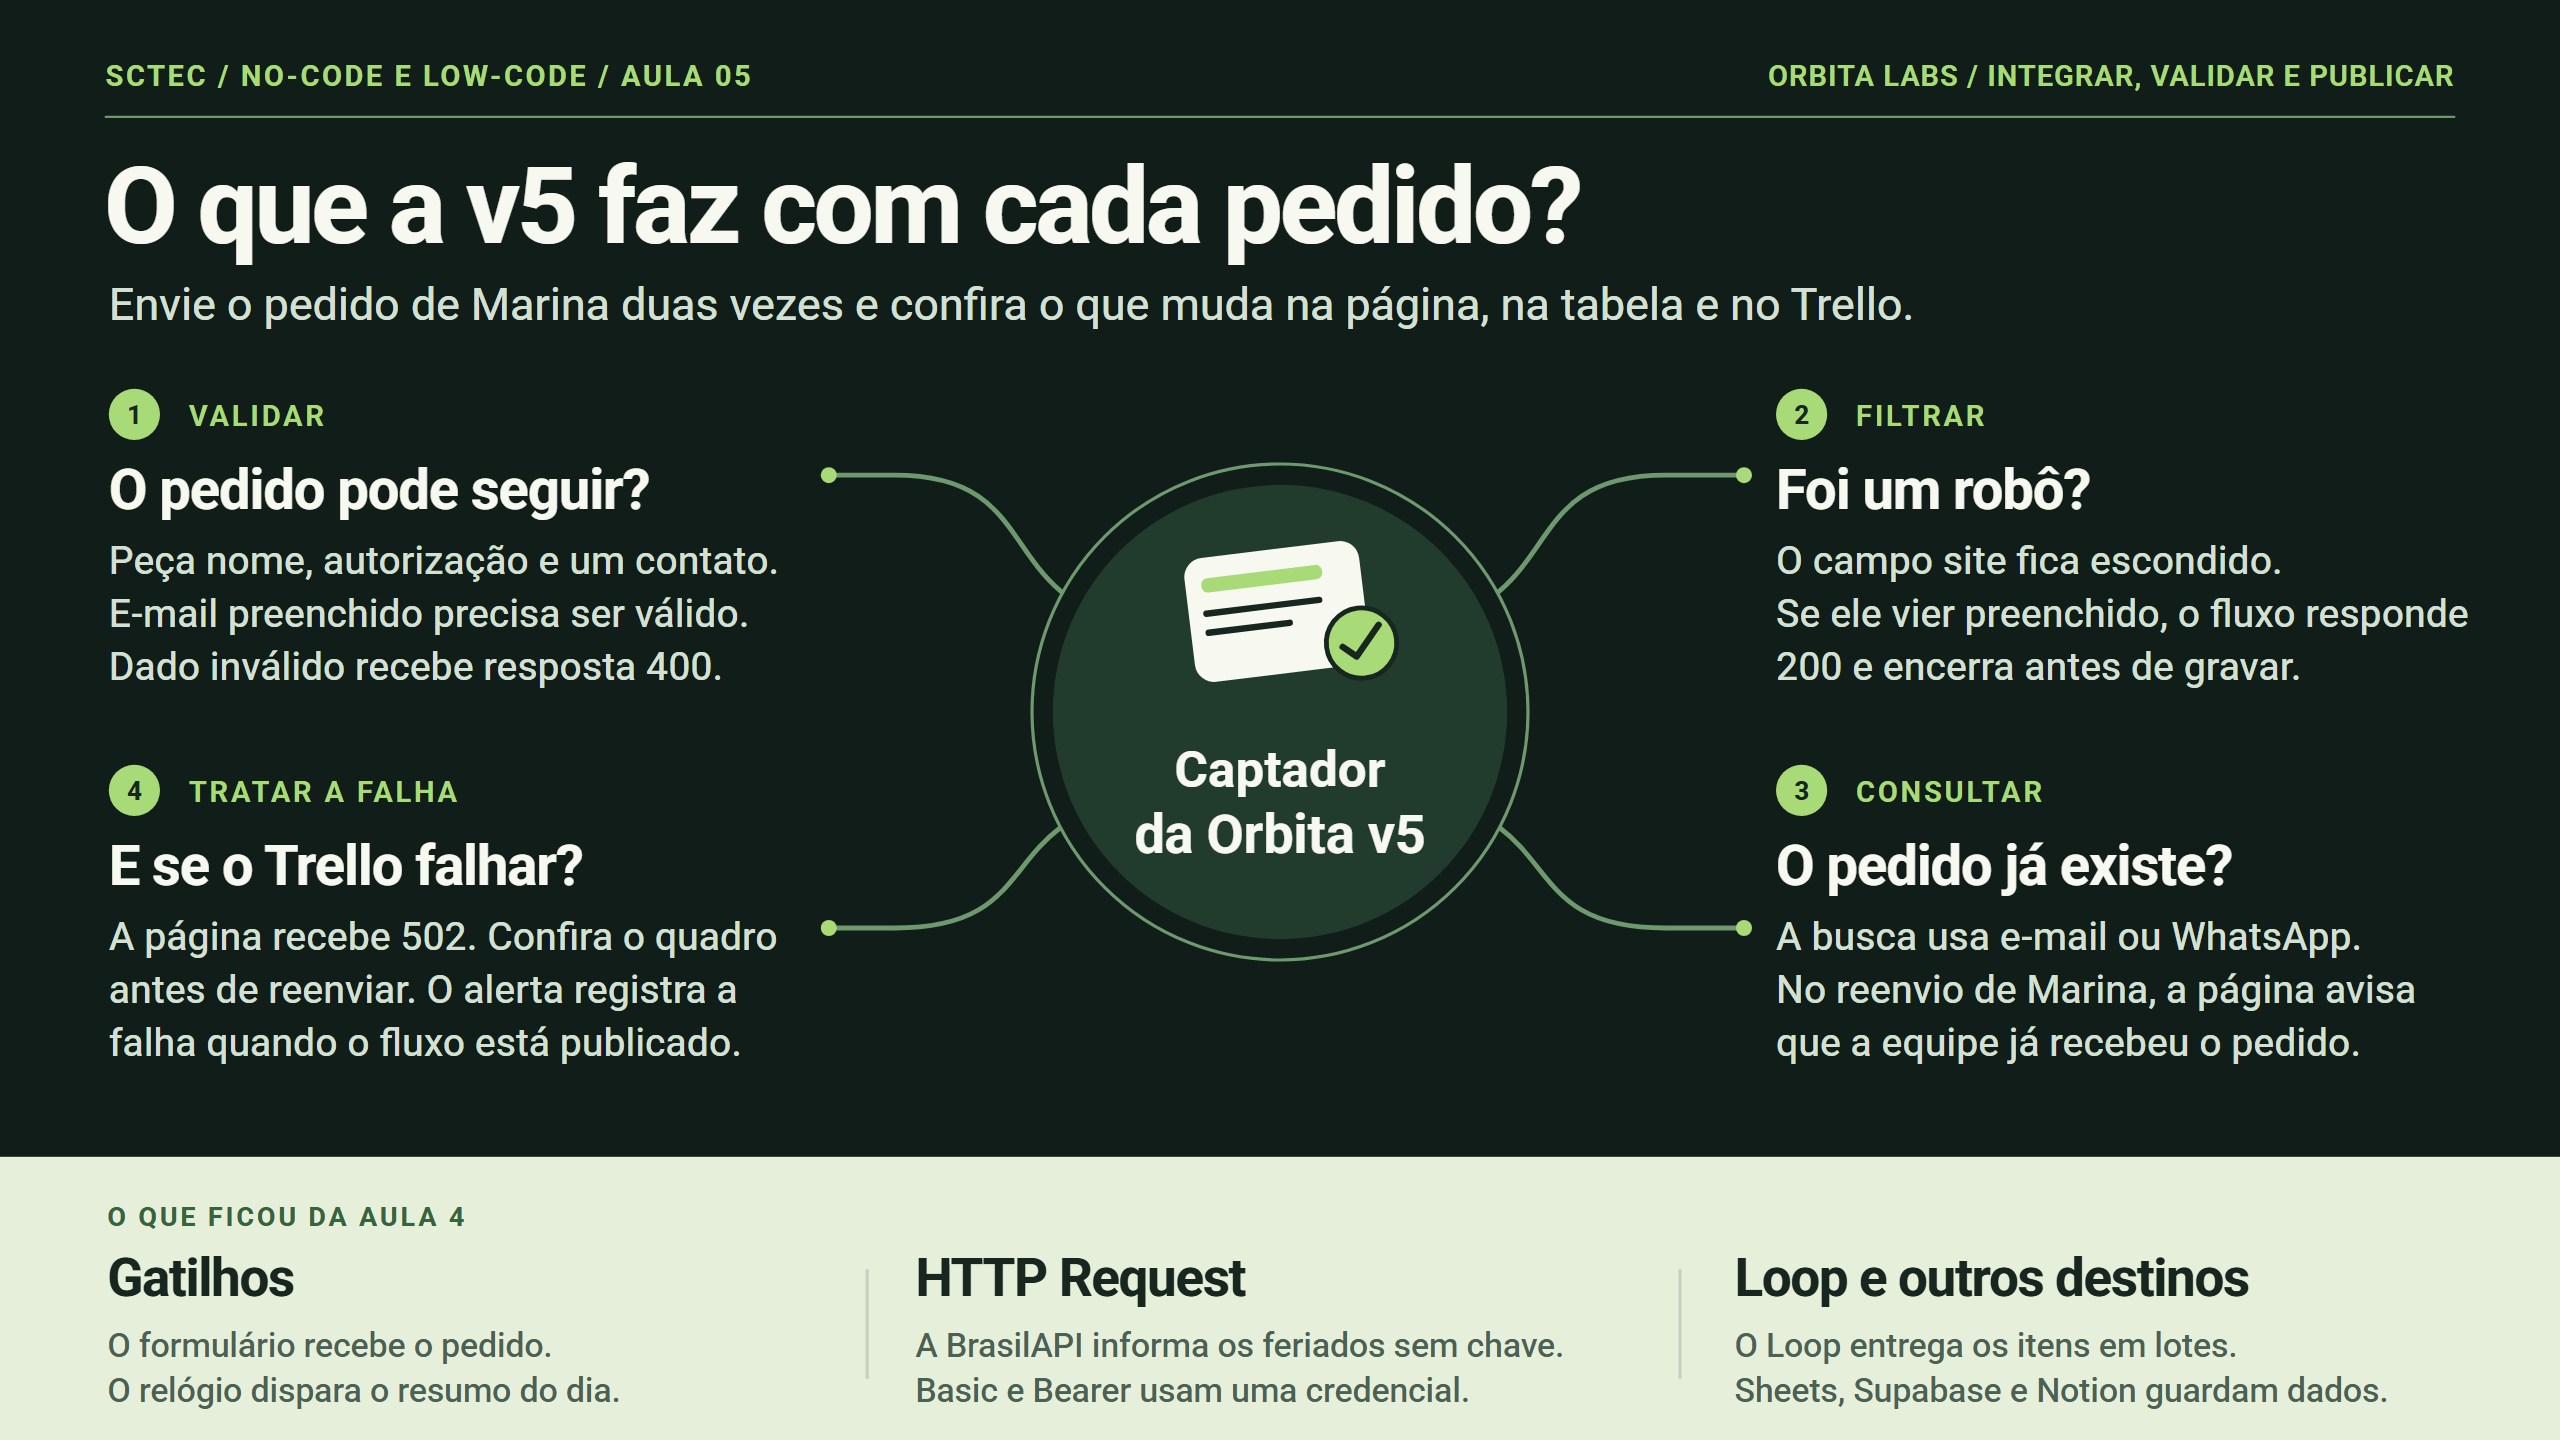 SCTEC / NO-CODE E LOW-CODE / AULA 05
ORBITA LABS / INTEGRAR, VALIDAR E PUBLICAR
O que a v5 faz com cada pedido?
Envie o pedido de Marina duas vezes e confira o que muda na página, na tabela e no Trello.
1 VALIDAR
O pedido pode seguir?
Peça nome, autorização e um contato.
E-mail preenchido precisa ser válido.
Dado inválido recebe resposta 400.
2 FILTRAR
Foi um robô?
O campo site fica escondido.
Se ele vier preenchido, o fluxo responde
200 e encerra antes de gravar.
Captador
da Orbita v5
4 TRATAR A FALHA
E se o Trello falhar?
A página recebe 502. Confira o quadro
antes de reenviar. O alerta registra a
falha quando o fluxo está publicado.
3 CONSULTAR
O pedido já existe?
A busca usa e-mail ou WhatsApp.
No reenvio de Marina, a página avisa
que a equipe já recebeu o pedido.
O QUE FICOU DA AULA 4
Gatilhos
O formulário recebe o pedido.
O relógio dispara o resumo do dia.
HTTP Request
A BrasilAPI informa os feriados sem chave.
Basic e Bearer usam uma credencial.
Loop e outros destinos
O Loop entrega os itens em lotes.
Sheets, Supabase e Notion guardam dados.